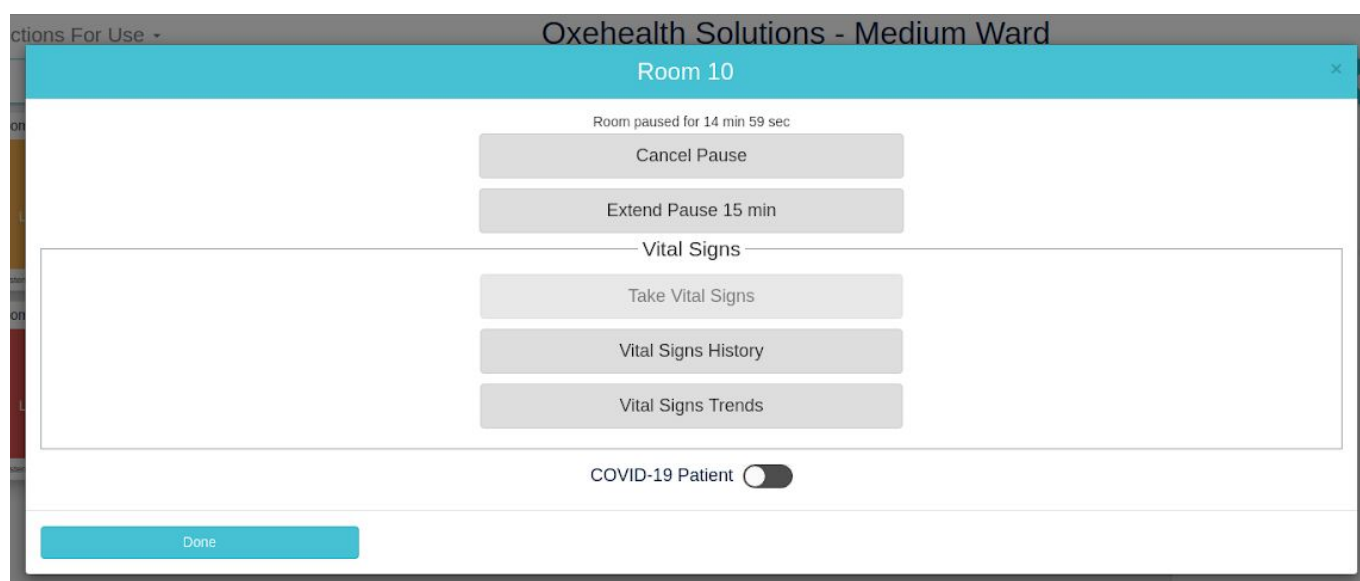 ctions For Use
Oxehealth Solutions - Medium Ward
Room 10
×
Room paused for 14 min 59 sec
Cancel Pause
Extend Pause 15 min
Vital Signs
Take Vital Signs
Vital Signs History
Vital Signs Trends
COVID-19 Patient
Done